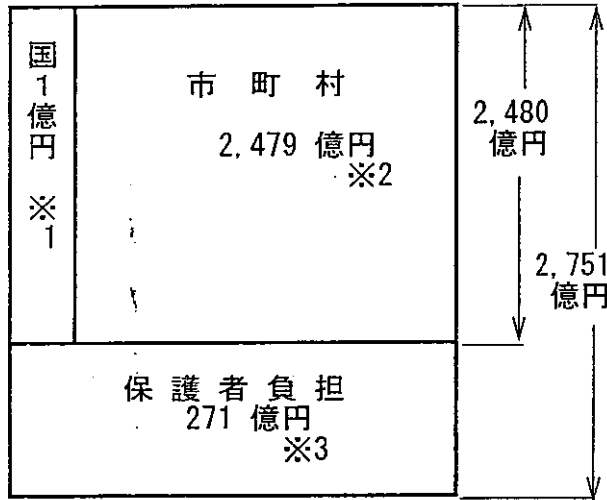 国1億円 ※1
市町村
2,479 億円
※2
2,480
億円
2,751
億円
保護者負担
271 億円
※3